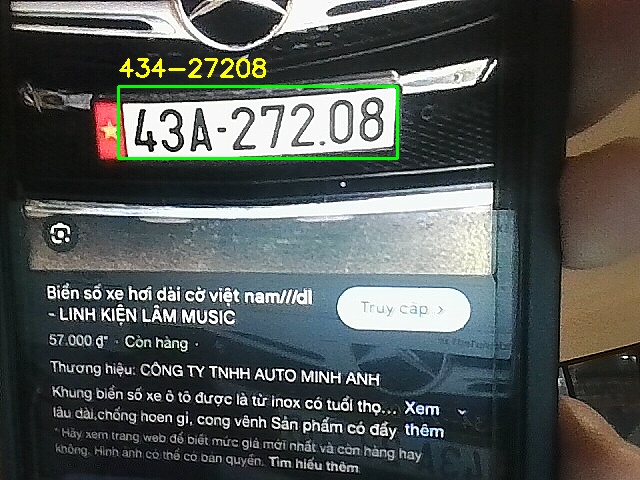 434-27208
43A-272.08
Biển số xe hơi dài cờ việt nam///dl
- LINH KIỆN LÂM MUSIC
Truy cập >
57.000 ₫* · Còn hàng ·
Thương hiệu: CÔNG TY TNHH AUTO MINH ANH
Khung biển số xe ô tô được là từ inox có tuổi thọ... Xem
lâu dài,chống hoen gỉ, cong vênh Sản phẩm có đẩy thêm
* Hãy xem trang web để biết mức giá mới nhất và còn hàng hay
không. Hình ảnh có thể có bản quyền. Tìm hiểu thêm